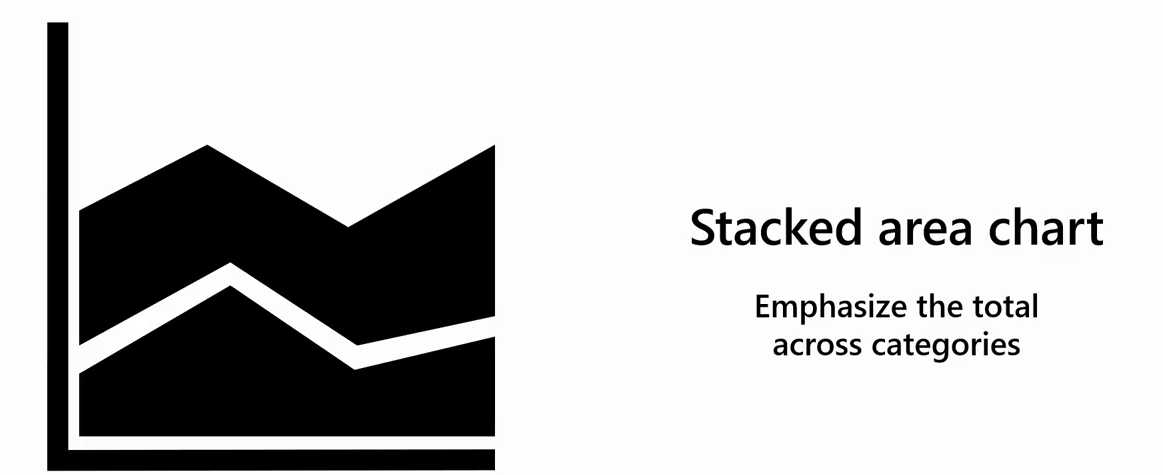 Stacked area chart
Emphasize the total
across categories